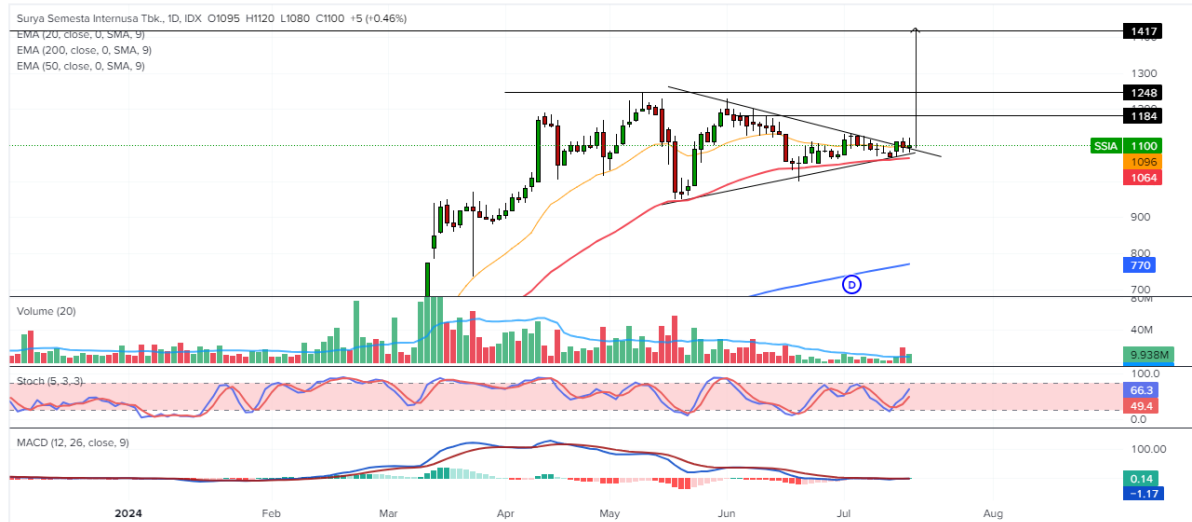 Surya Semesta Internusa Tbk., 1D, IDX O1095 H1120 L1080 C1100 +5 (+0.46%)
EMA (20, close, 0, SMA, 9)
EMA (200, close, 0, SMA, 9)
EMA (50, close, 0, SMA, 9)
1417
1300
1248
1184
SSIA 1100
1096
1064
900
800
770
700
D
Volume (20)
80M
40M
9.938M
Stoch (5, 3, 3)
100.0
66.3
49.4
0.0
MACD (12, 26, close, 9)
100.00
0.14
-1.17
2024 Feb Mar Apr May Jun Jul Aug